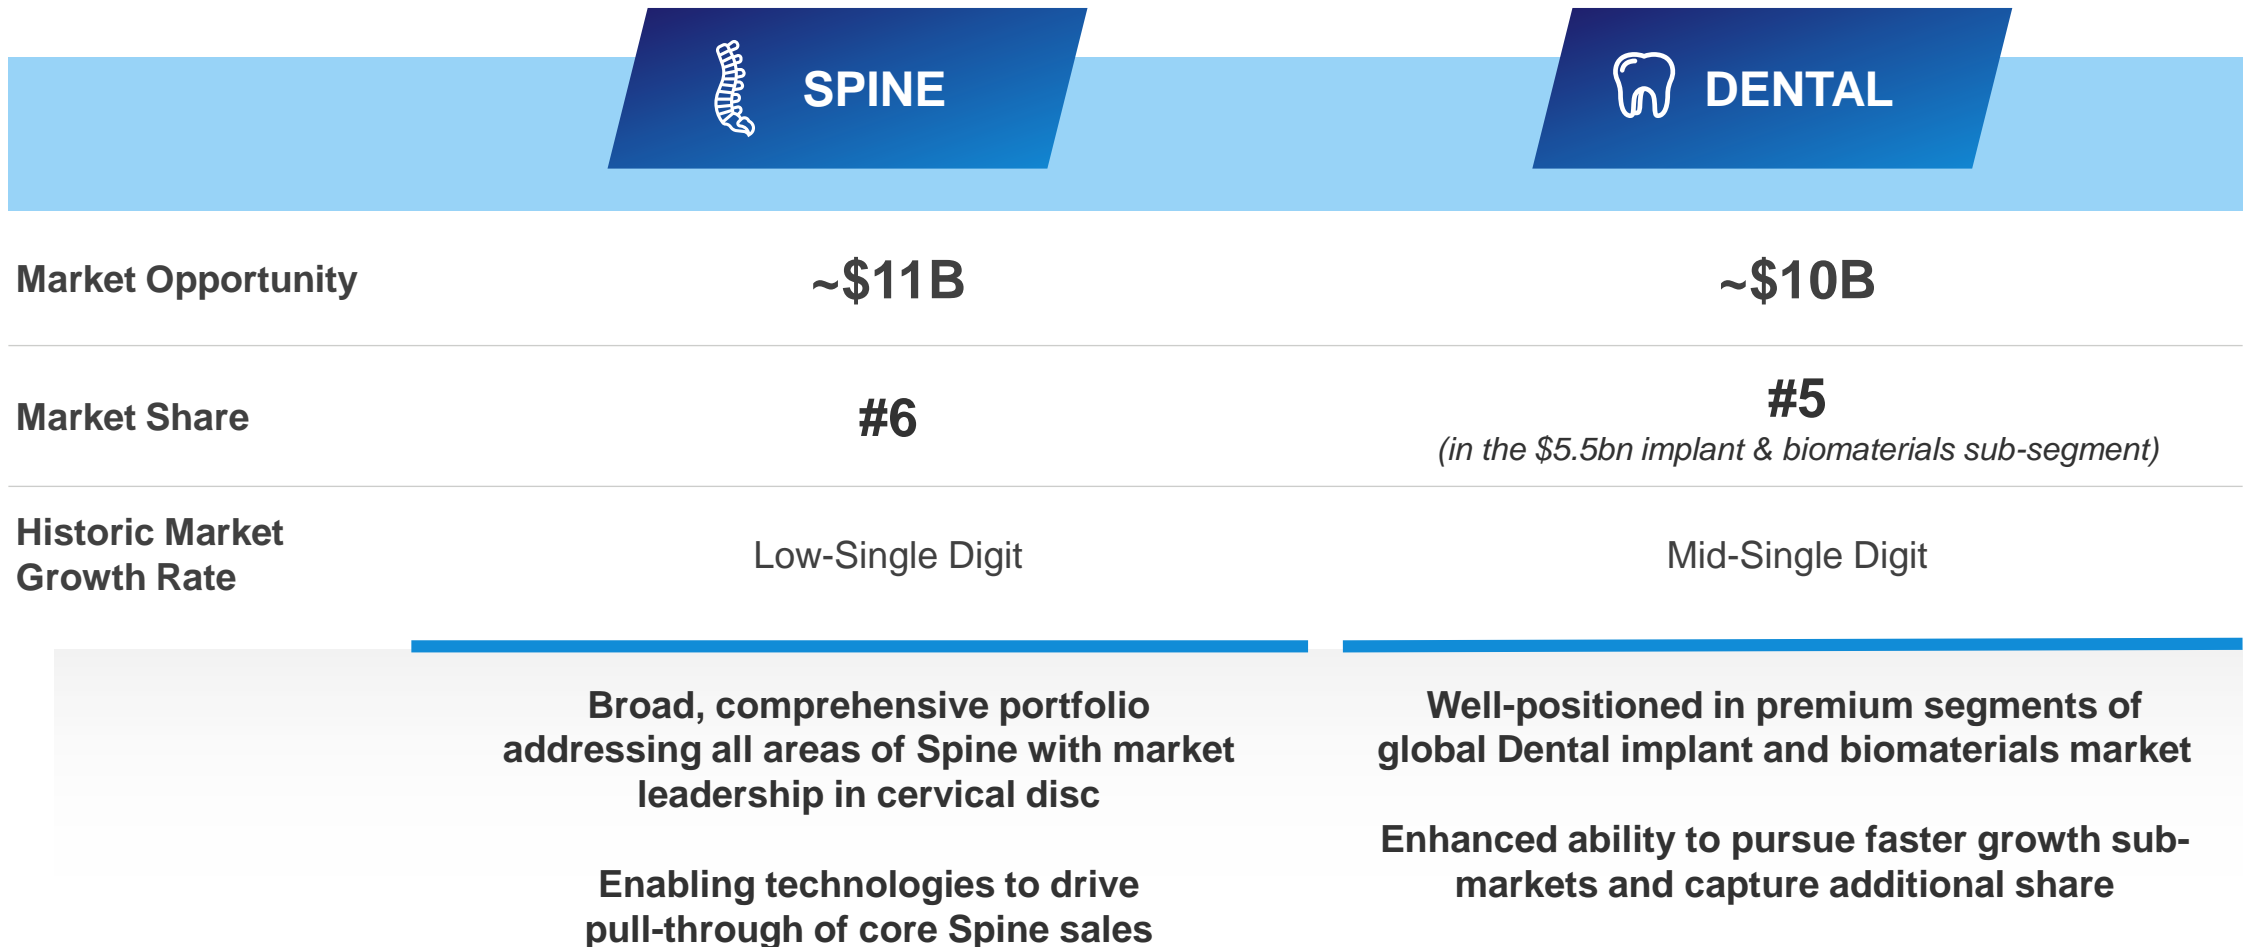 SPINE
DENTAL
Market Opportunity
~$11B
~$10B
Market Share
#6
#5
(in the $5.5bn implant & biomaterials sub-segment)
Historic Market
Growth Rate
Low-Single Digit
Mid-Single Digit
Broad, comprehensive portfolio
addressing all areas of Spine with market
leadership in cervical disc
Enabling technologies to drive
pull-through of core Spine sales
Well-positioned in premium segments of
global Dental implant and biomaterials market
Enhanced ability to pursue faster growth sub-
markets and capture additional share